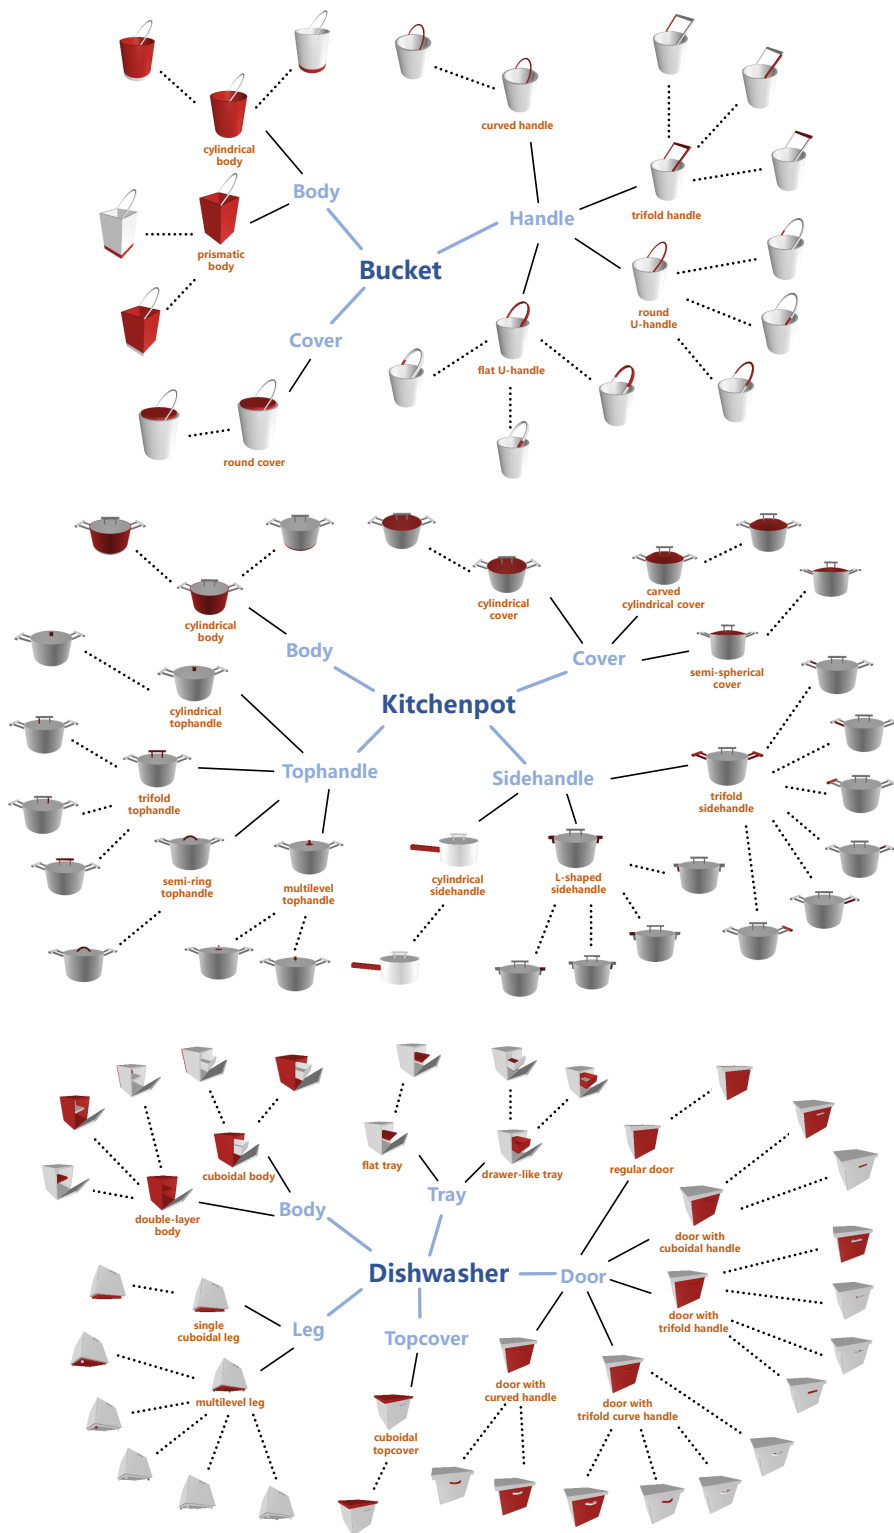 curved handle
cylindrical
body
Body
trifold handle
Handle
prismatic
body
Bucket
round
U-handle
Cover
flat U-handle
round cover
cylindrical
cover
carved
cylindrical cover
cylindrical
body
Body
Cover
semi-spherical
cover
Kitchenpot
cylindrical
tophandle
Tophandle
Sidehandle
trifold
tophandle
trifold
sidehandle
semi-ring
tophandle
multilevel
tophandle
cylindrical
sidehandle
L-shaped
sidehandle
cuboidal body
flat tray
drawer-like tray
regular door
Tray
Body
double-layer
body
door with
cuboidal handle
Dishwasher
Door
single
cuboidal leg
Leg
Topcover
door with
trifold handle
multilevel leg
door with
curved handle
door with
trifold curve handle
cuboidal
topcover